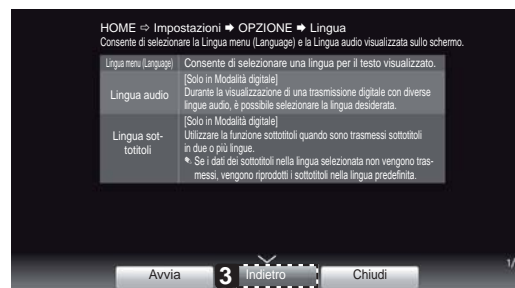 HOME ⇨ Impostazioni ➡ OPZIONE ➡ Lingua
Consente di selezionare la Lingua menu (Language) e la Lingua audio visualizzata sullo schermo.
Lingua menu (Language) Consente di selezionare una lingua per il testo visualizzato.
Lingua audio
[Solo in Modalità digitale]
Durante la visualizzazione di una trasmissione digitale con diverse
lingue audio, è possibile selezionare la lingua desiderata.
Lingua sot-
totitoli
[Solo in Modalità digitale]
Utilizzare la funzione sottotitoli quando sono trasmessi sottotitoli
in due o più lingue.
Se i dati dei sottotitoli nella lingua selezionata non vengono tras-
messi, vengono riprodotti i sottotitoli nella lingua predefinita.
Avvia 3 Indietro Chiudi
1/